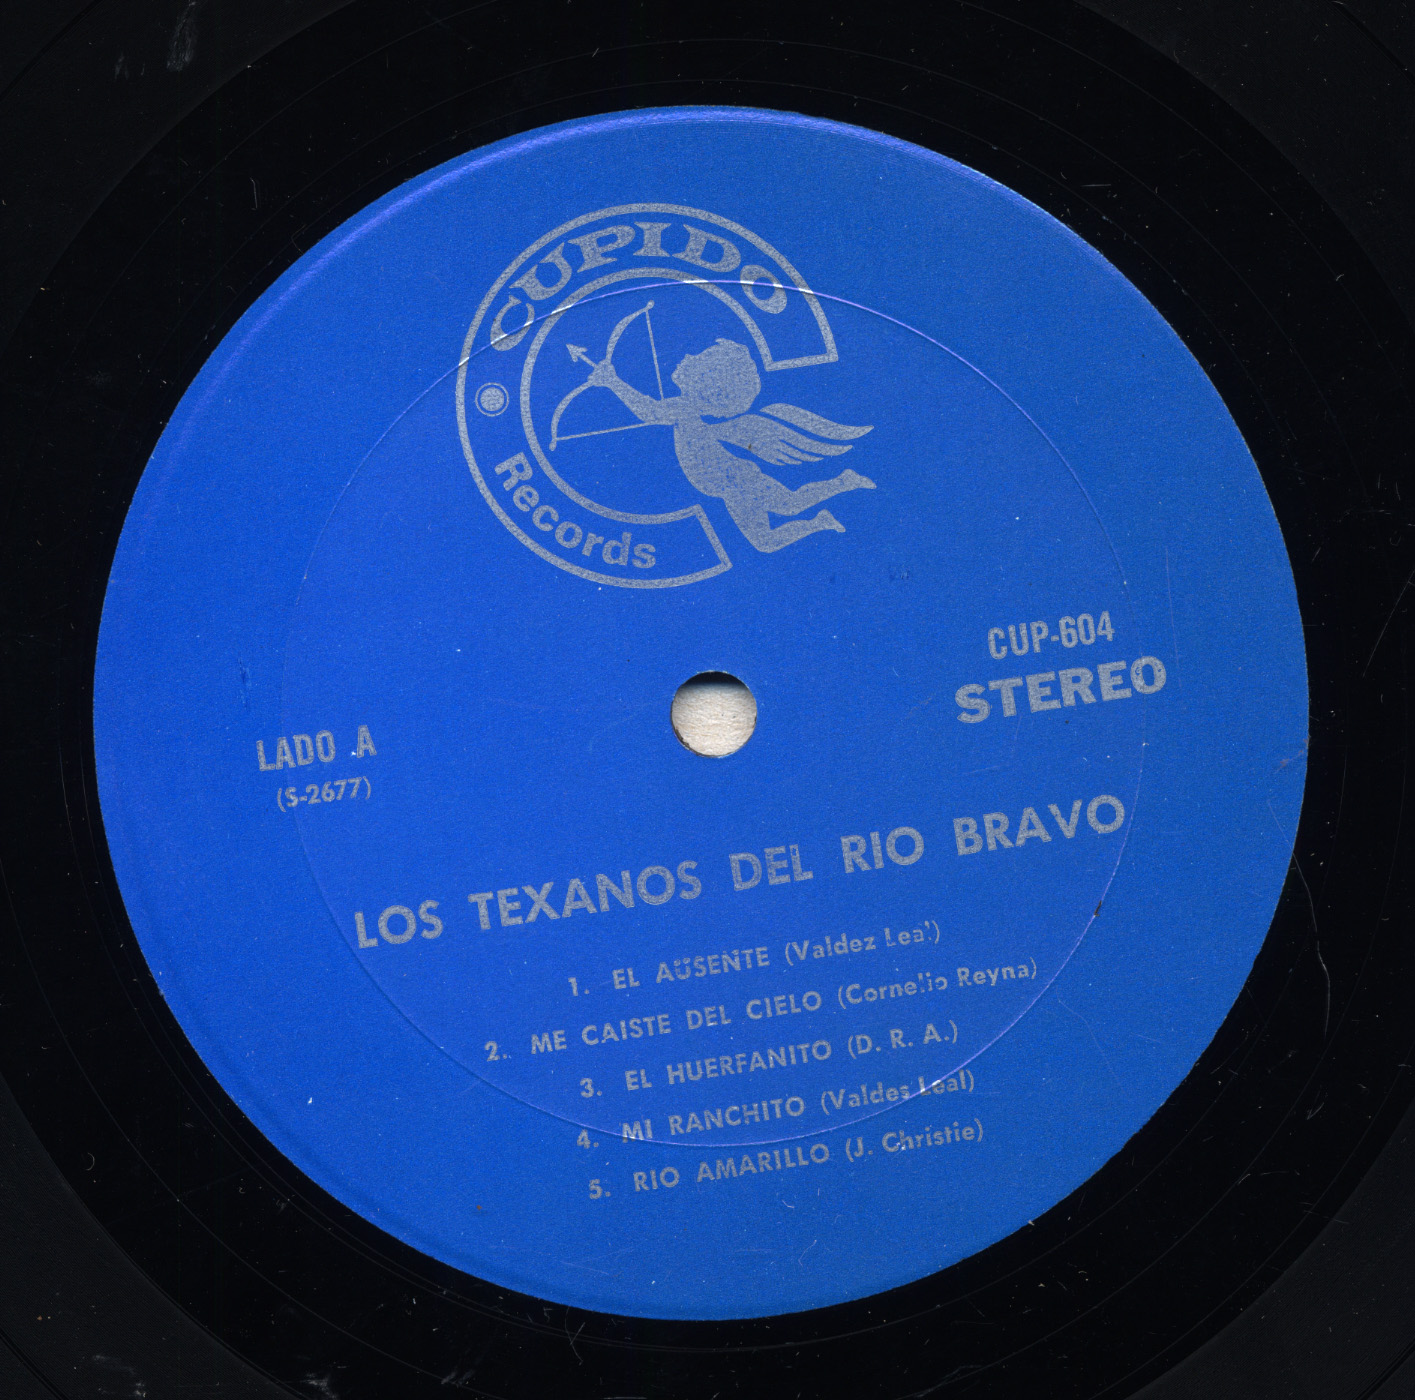 CUPIDO
Records
CUP-604
STEREO
LADO A
(S-2677)
LOS TEXANOS DEL RIO BRAVO
1. EL AUSENTE (Valdez Leal)
2. ME CAISTE DEL CIELO (Cornelio Reyna)
3. EL HUERFANITO (D. R. A.)
4. MI RANCHITO (Valdes Leal)
5. RIO AMARILLO (J. Christie)